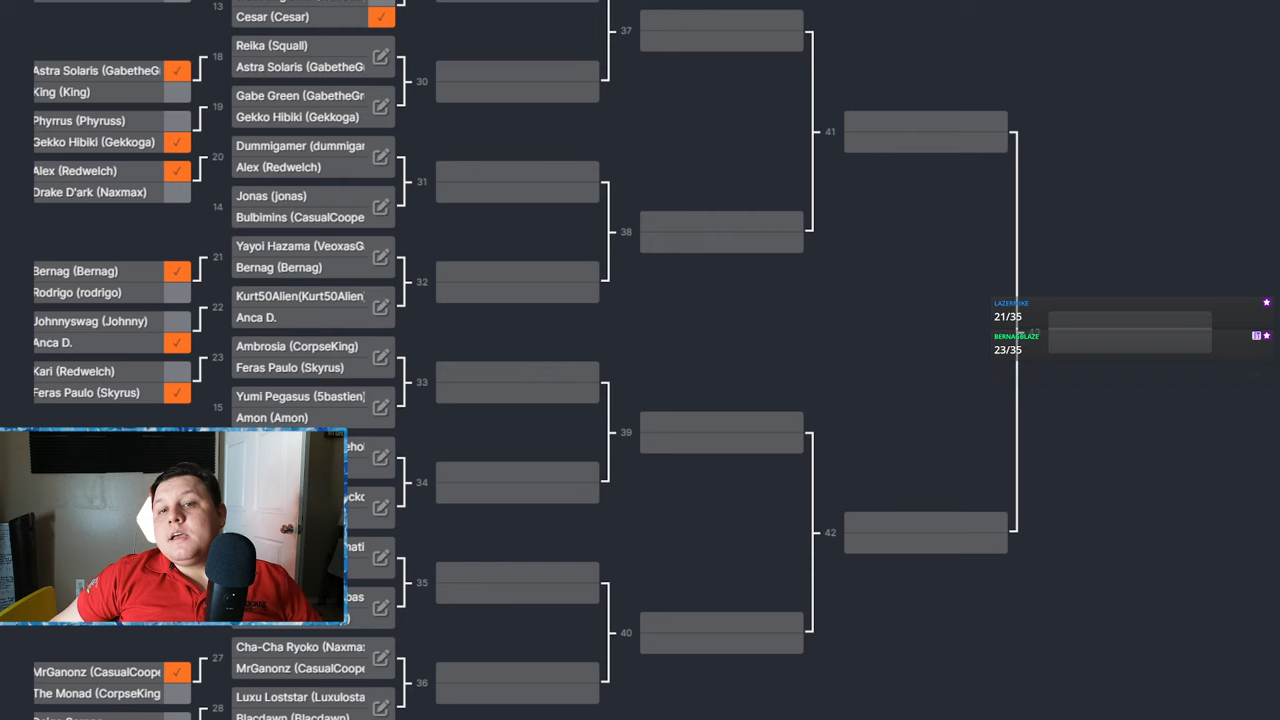 13
Cesar (Cesar)
37
18
Reika (Squall)
Astra Solaris (GabetheG
Astra Solaris (GabetheG
King (King)
30
19
Gabe Green (GabetheGr
Gekko Hibiki (Gekkoga)
Phyrrus (Phyruss)
Gekko Hibiki (Gekkoga)
20
Dummigamer (dummigar
Alex (Redwelch)
Alex (Redwelch)
Drake D'ark (Naxmax)
31
41
14
Jonas (jonas)
Bulbimins (CasualCoope
38
21
Yayoi Hazama (VeoxasG
Bernag (Bernag)
Bernag (Bernag)
Rodrigo (rodrigo)
32
22
Kurt50Alien(Kurt50Alien)
Anca D.
Johnnyswag (Johnny)
Anca D.
LAZERMIKE
21/35
BERNAGBLAZE
23/35
23
Ambrosia (CorpseKing)
Feras Paulo (Skyrus)
Kari (Redwelch)
Feras Paulo (Skyrus)
33
15
Yumi Pegasus (5bastien)
Amon (Amon)
39
34
42
35
40
27
Cha-Cha Ryoko (Naxma
MrGanonz (CasualCoope
MrGanonz (CasualCoope
The Monad (CorpseKing
36
28
Luxu Loststar (Luxulosta
Blacdawn (Blacdawn)